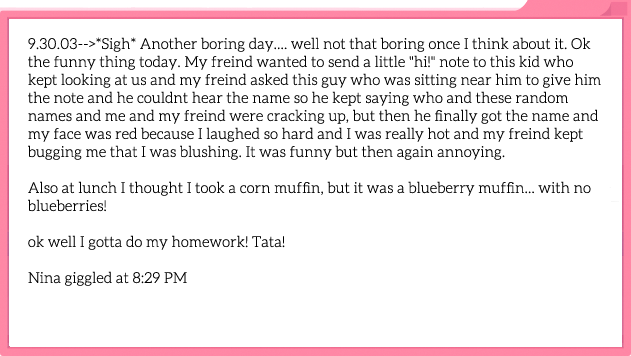 9.30.03-->*Sigh* Another boring day.... well not that boring once I think about it. Ok
the funny thing today. My freind wanted to send a little "hi!" note to this kid who
kept looking at us and my freind asked this guy who was sitting near him to give him
the note and he couldnt hear the name so he kept saying who and these random
names and me and my freind were cracking up, but then he finally got the name and
my face was red because I laughed so hard and I was really hot and my freind kept
bugging me that I was blushing. It was funny but then again annoying.
Also at lunch I thought I took a corn muffin, but it was a blueberry muffin... with no
blueberries!
ok well I gotta do my homework! Tata!
Nina giggled at 8:29 PM